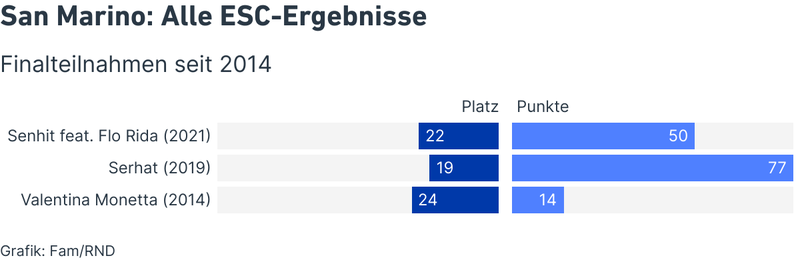 San Marino: Alle ESC-Ergebnisse
Finalteilnahmen seit 2014
Platz Punkte
Senhit feat. Flo Rida (2021) 22 50
Serhat (2019) 19 77
Valentina Monetta (2014) 24 14
Grafik: Fam/RND